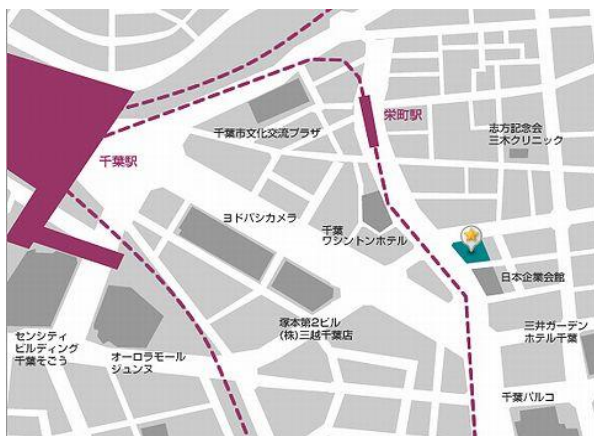 栄町駅
千葉市文化交流プラザ
志方記念会
三木クリニック
千葉駅
ヨドバシカメラ
千葉
ワシントンホテル
日本企業会館
センシティ
ビルディング
千葉そごう
オーロラモール
ジュンヌ
塚本第2ビル
(株)三越千葉店
三井ガーデン
ホテル千葉
千葉パルコ